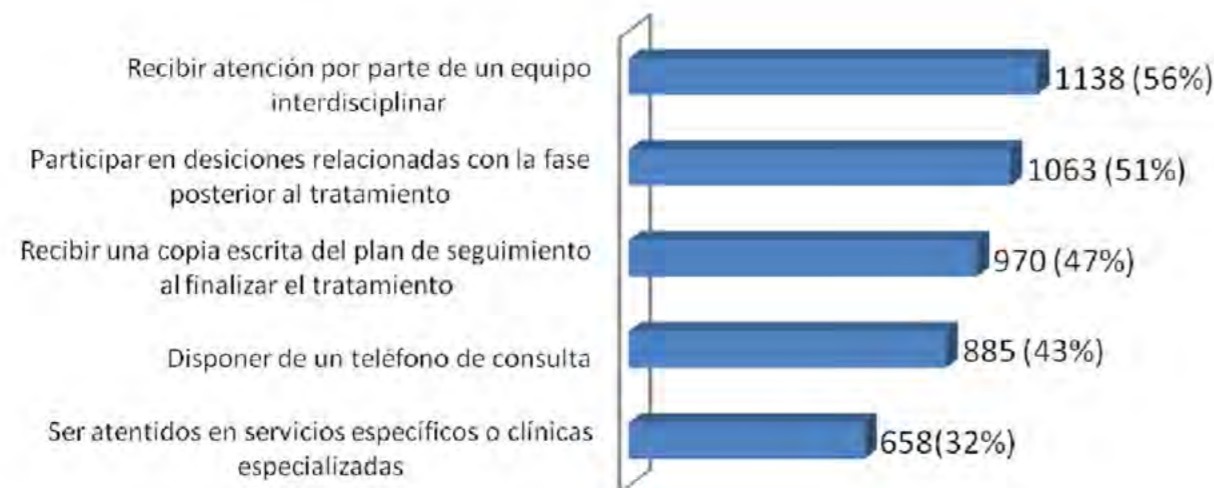 Recibir atención por parte de un equipo
interdisciplinar
1138 (56%)
Participar en desiciones relacionadas con la fase
posterior al tratamiento
1063 (51%)
Recibir una copia escrita del plan de seguimiento
al finalizar el tratamiento
970 (47%)
Disponer de un teléfono de consulta
885 (43%)
Ser atentidos en servicios específicos o clínicas
especializadas
658(32%)